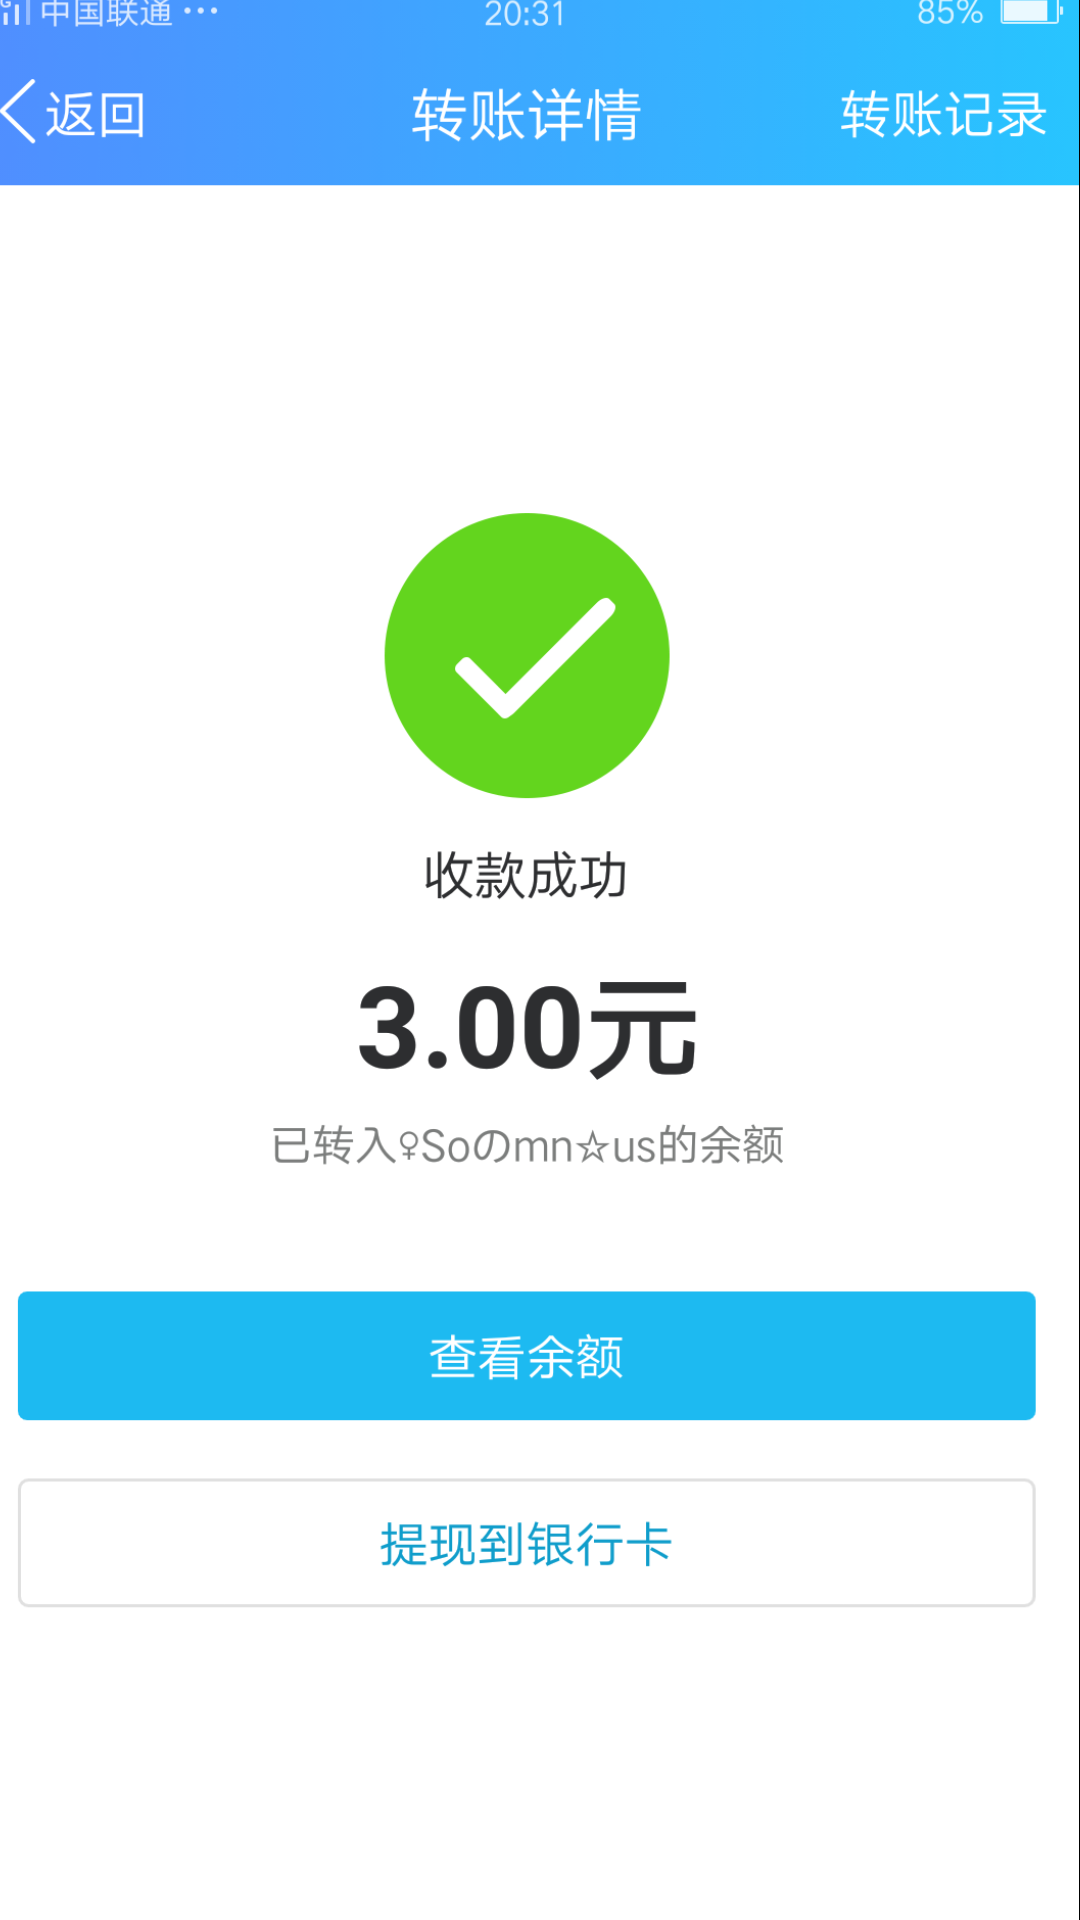 中国联通 ··· 20:31 85%
返回 转账详情 转账记录
收款成功
3.00元
已转入♀Soのmn☆us的余额
查看余额
提现到银行卡